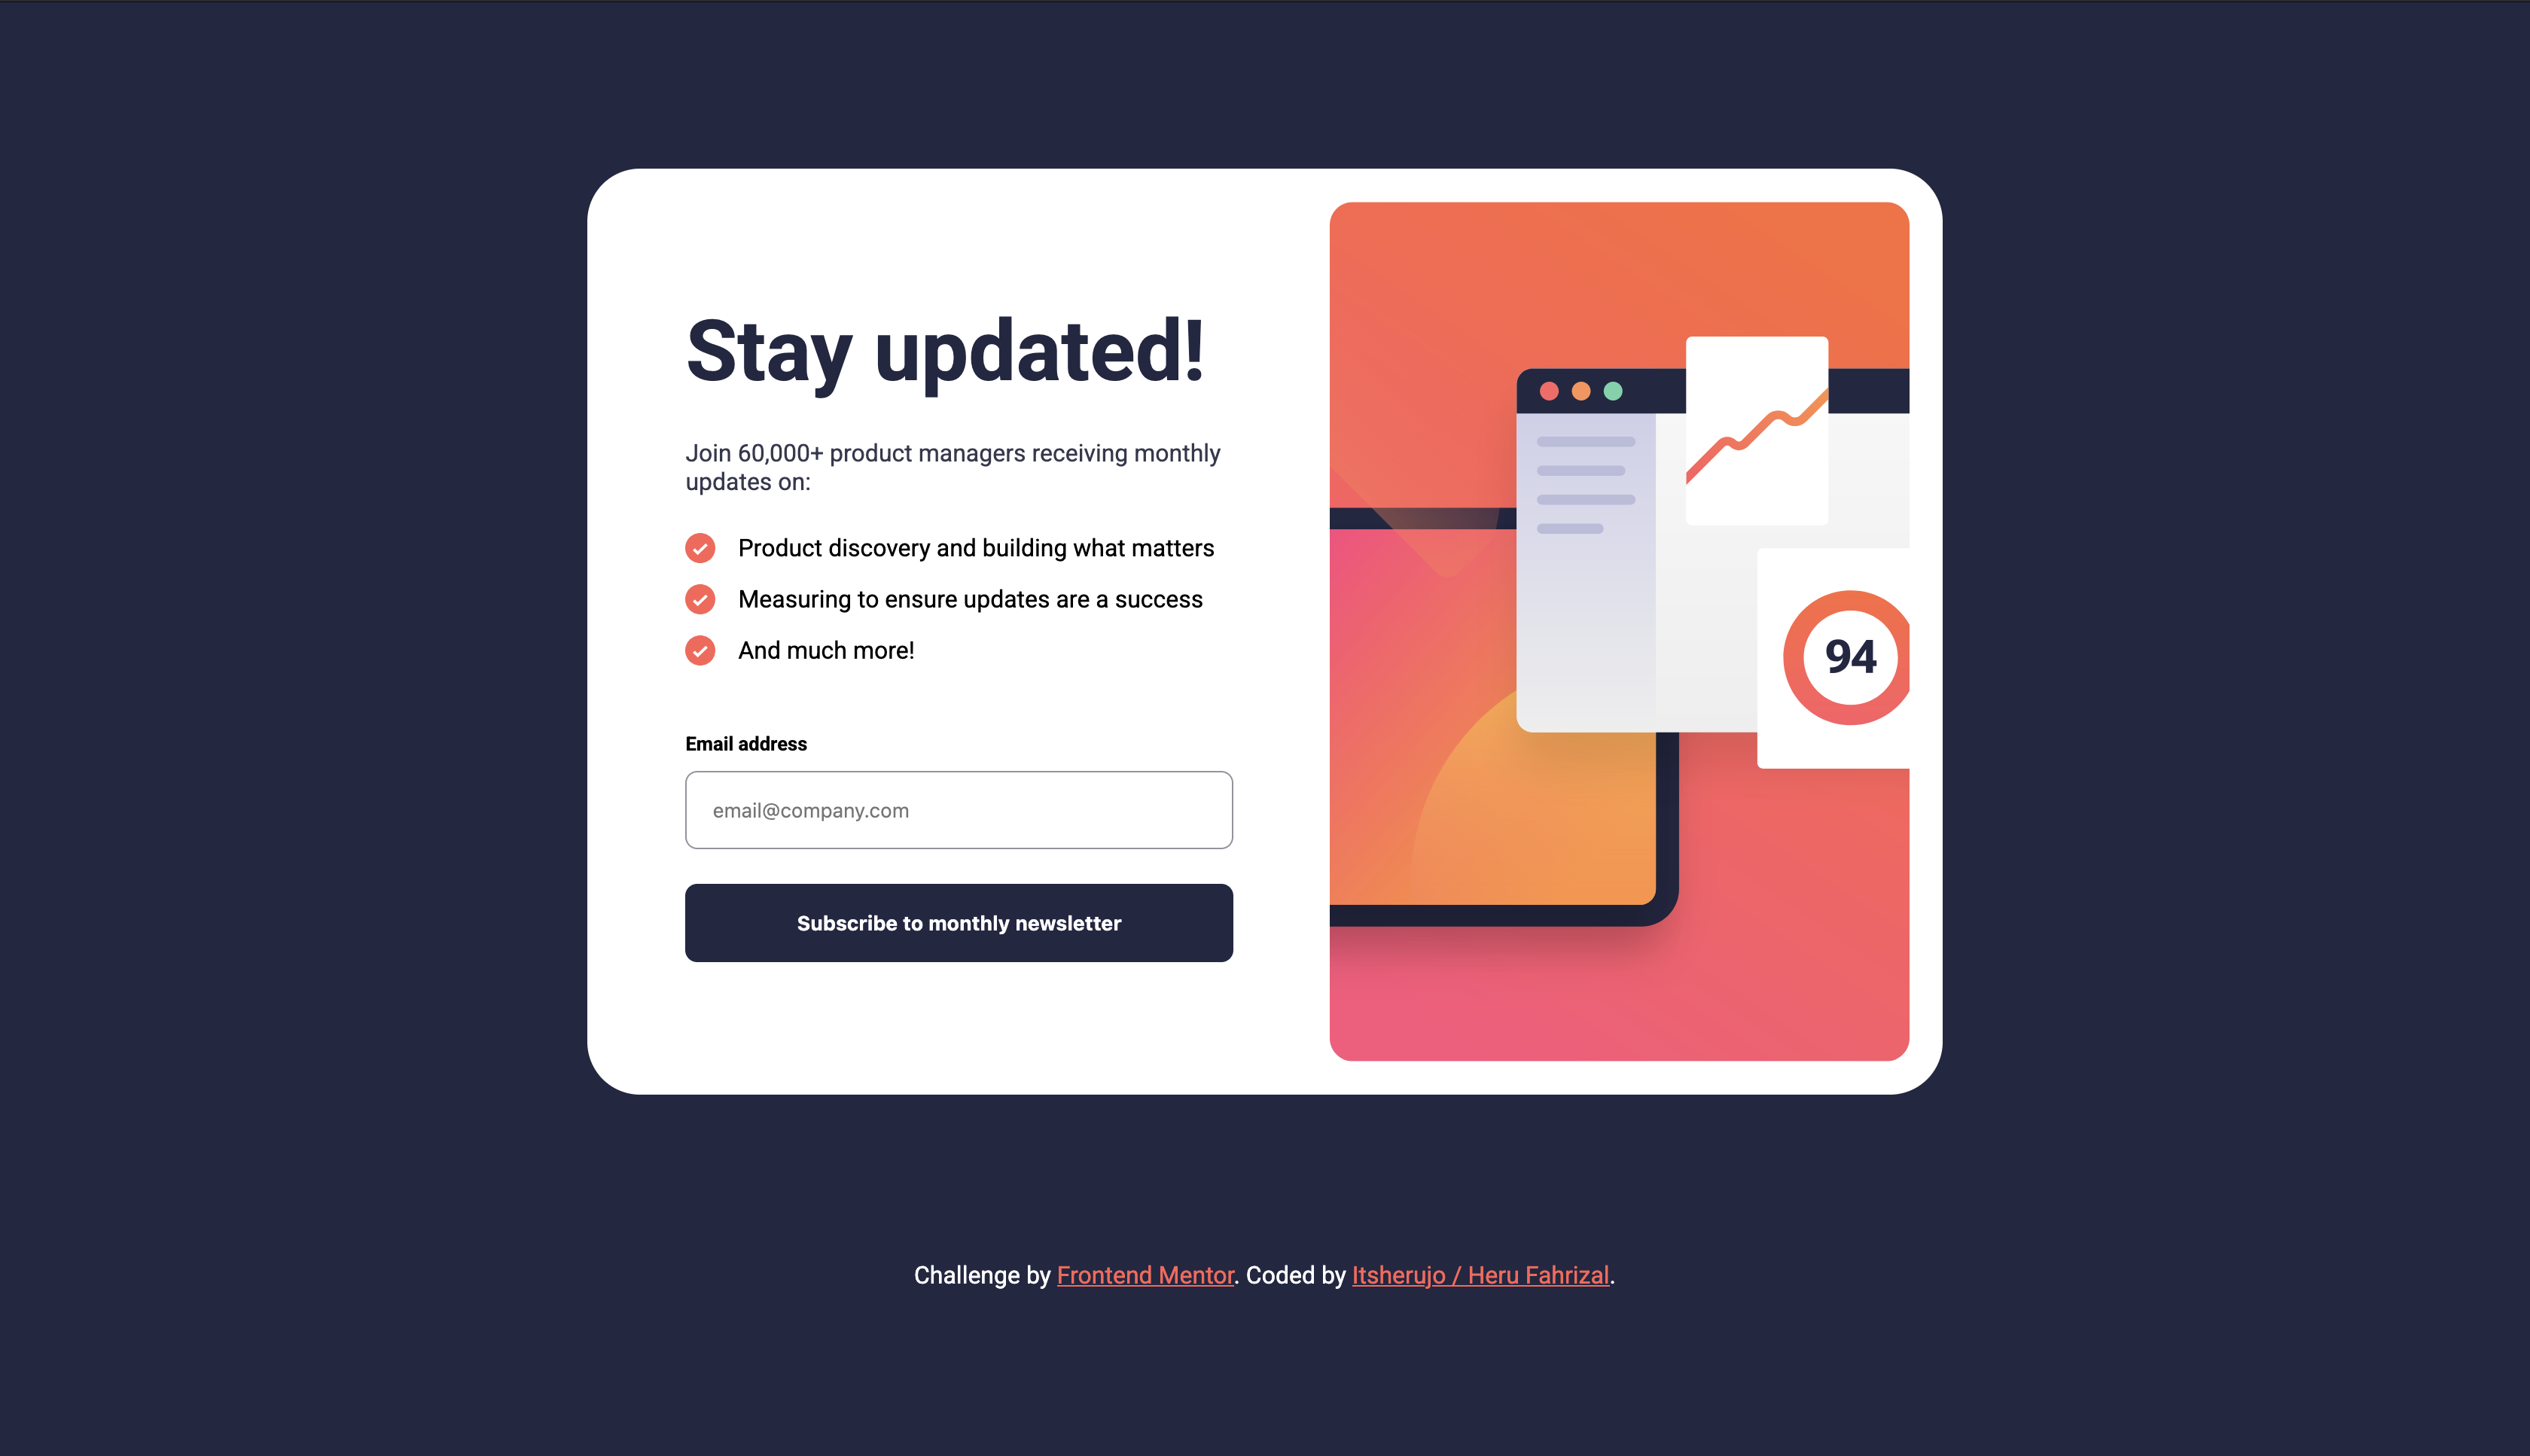 Stay updated!
Join 60,000+ product managers receiving monthly
updates on:
Product discovery and building what matters
Measuring to ensure updates are a success
And much more!
Email address
email@company.com
Subscribe to monthly newsletter
94
Challenge by Frontend Mentor. Coded by Itsherujo / Heru Fahrizal.